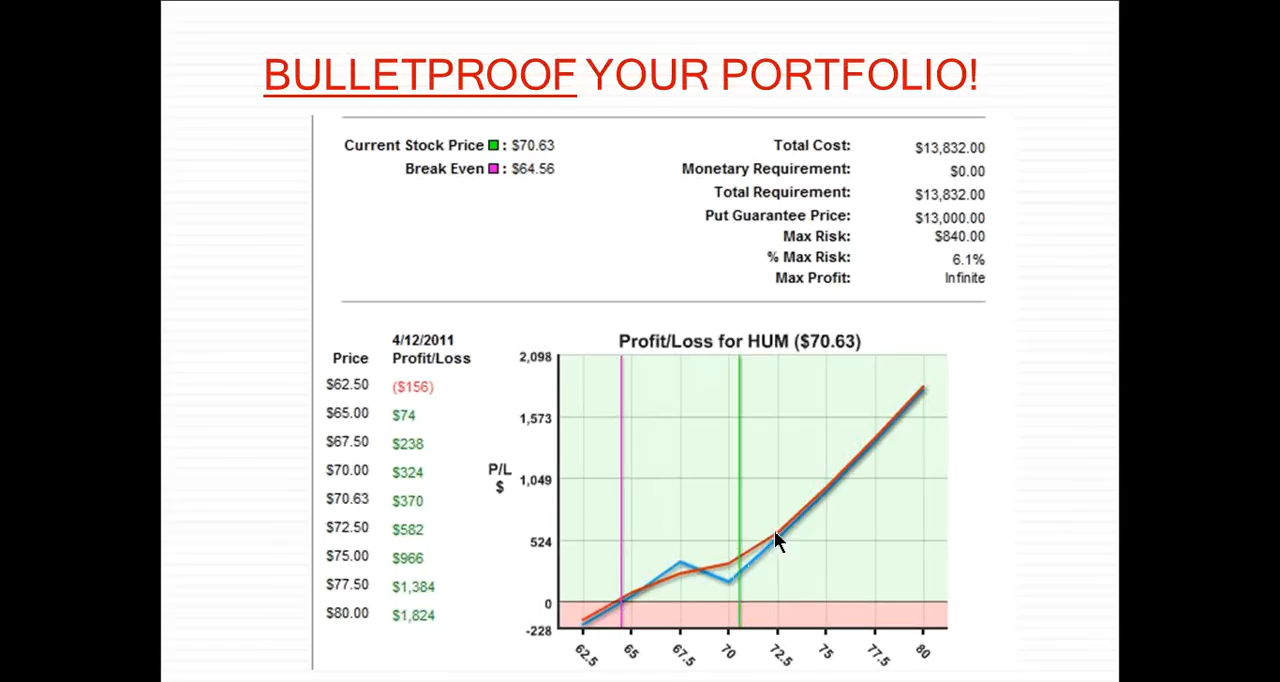 BULLETPROOF YOUR PORTFOLIO!
Current Stock Price : $70.63
Break Even : $64.56
Total Cost: $13,832.00
Monetary Requirement: $0.00
Total Requirement: $13,832.00
Put Guarantee Price: $13,000.00
Max Risk: $840.00
% Max Risk: 6.1%
Max Profit: Infinite
4/12/2011
Price Profit/Loss
$62.50 ($156)
$65.00 $74
$67.50 $238
$70.00 $324
$70.63 $370
$72.50 $582
$75.00 $966
$77.50 $1,384
$80.00 $1,824
Profit/Loss for HUM ($70.63)
P/L
$
2,098
1,573
1,049
524
0
-228
62.5 65 67.5 70 72.5 75 77.5 80